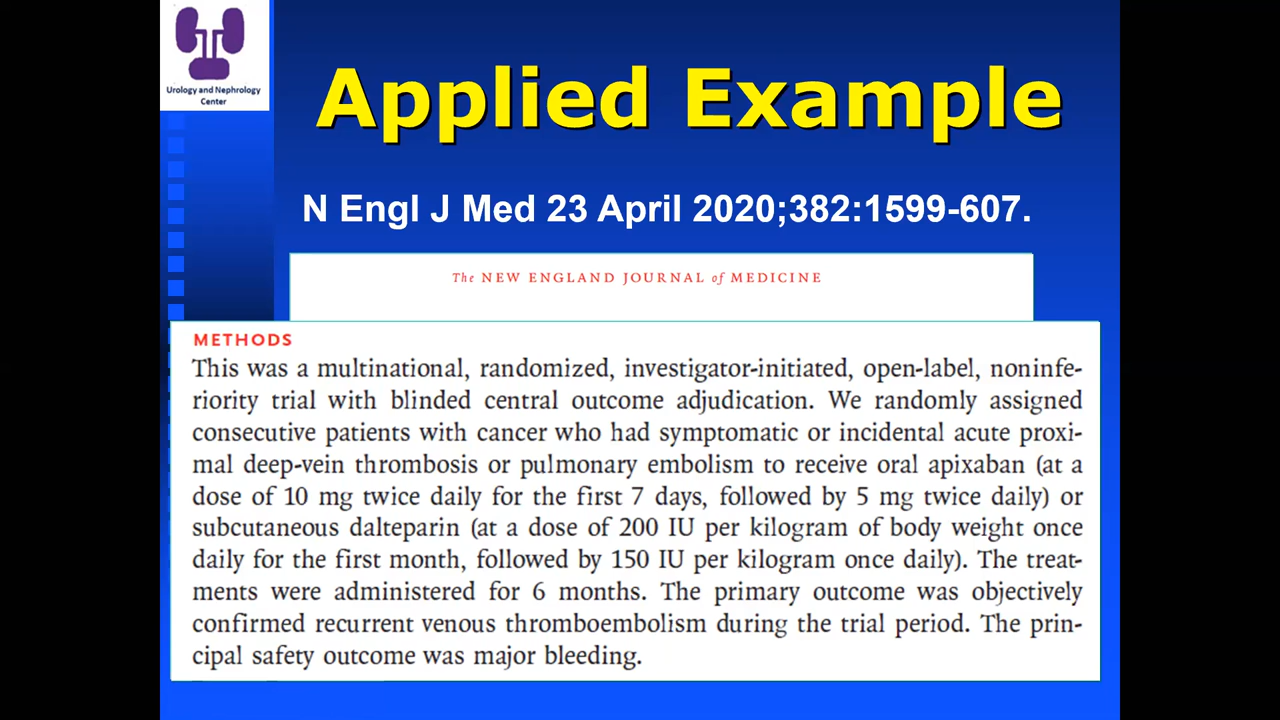 Urology and Nephrology
Center
Applied Example
N Engl J Med 23 April 2020;382:1599-607.
The NEW ENGLAND JOURNAL of MEDICINE
METHODS
This was a multinational, randomized, investigator-initiated, open-label, noninfe-
riority trial with blinded central outcome adjudication. We randomly assigned
consecutive patients with cancer who had symptomatic or incidental acute proxi-
mal deep-vein thrombosis or pulmonary embolism to receive oral apixaban (at a
dose of 10 mg twice daily for the first 7 days, followed by 5 mg twice daily) or
subcutaneous dalteparin (at a dose of 200 IU per kilogram of body weight once
daily for the first month, followed by 150 IU per kilogram once daily). The treat-
ments were administered for 6 months. The primary outcome was objectively
confirmed recurrent venous thromboembolism during the trial period. The prin-
cipal safety outcome was major bleeding.